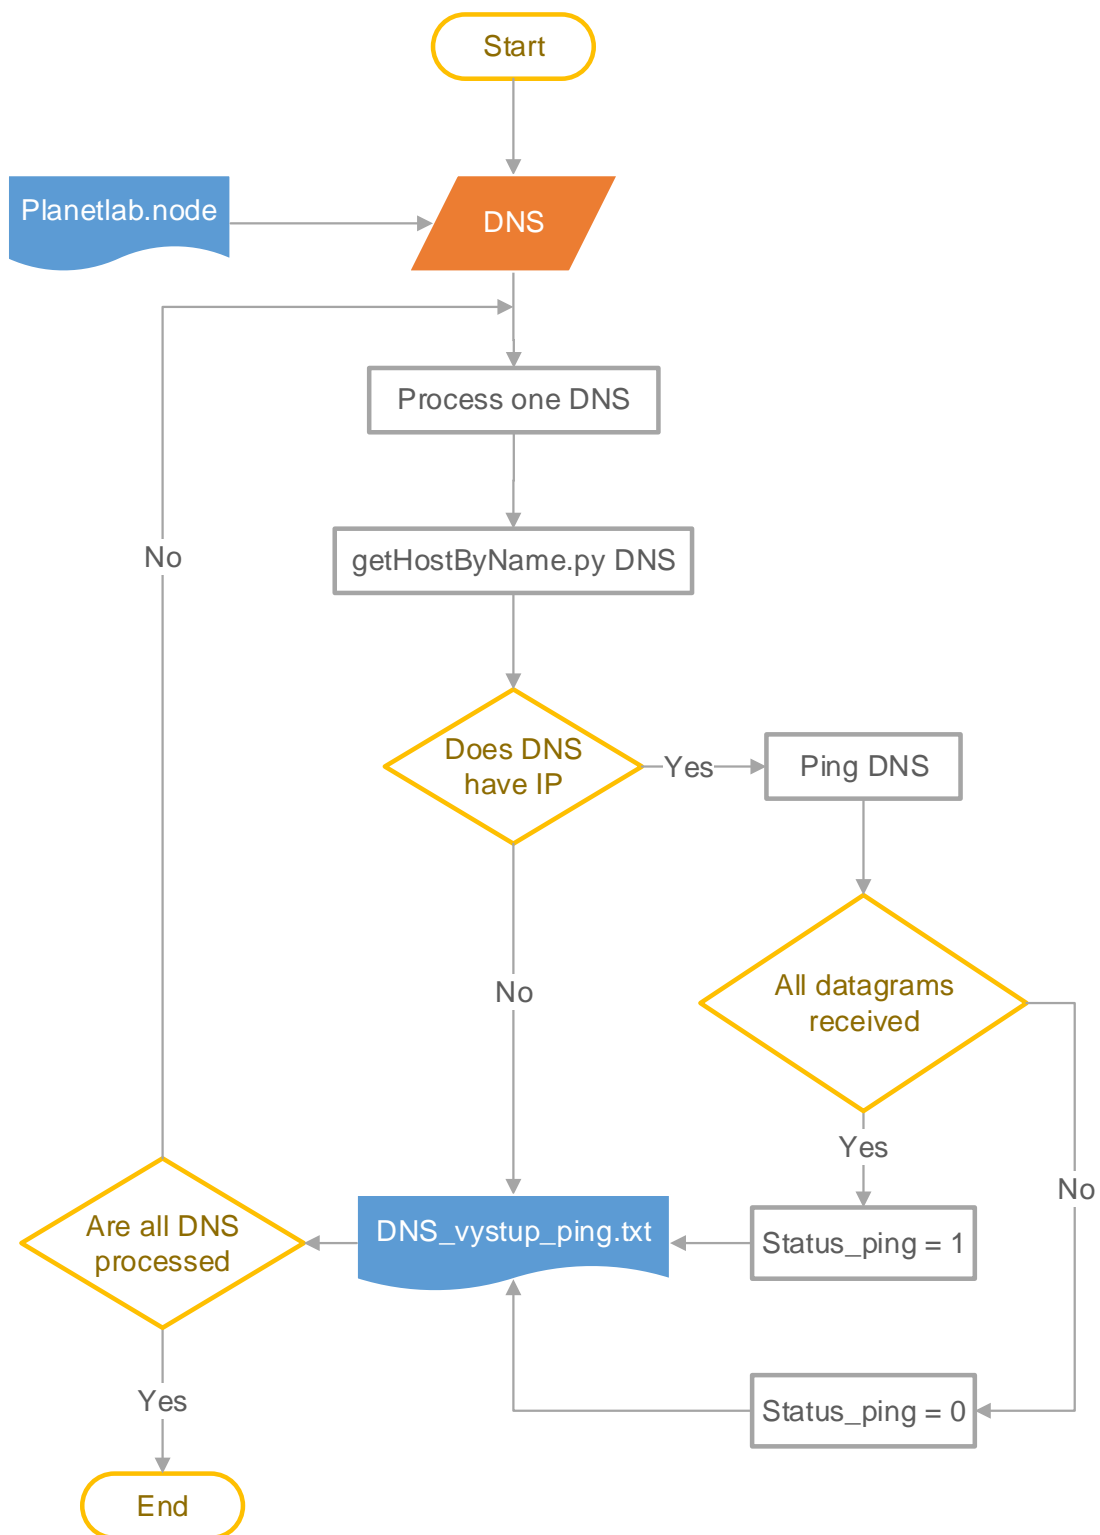 Start
Planetlab.node
DNS
Process one DNS
No
getHostByName.py DNS
Does DNS
have IP
Yes
Ping DNS
All datagrams
received
No
Yes
No
Are all DNS
processed
DNS_vystup_ping.txt
Status_ping = 1
Yes
Status_ping = 0
End